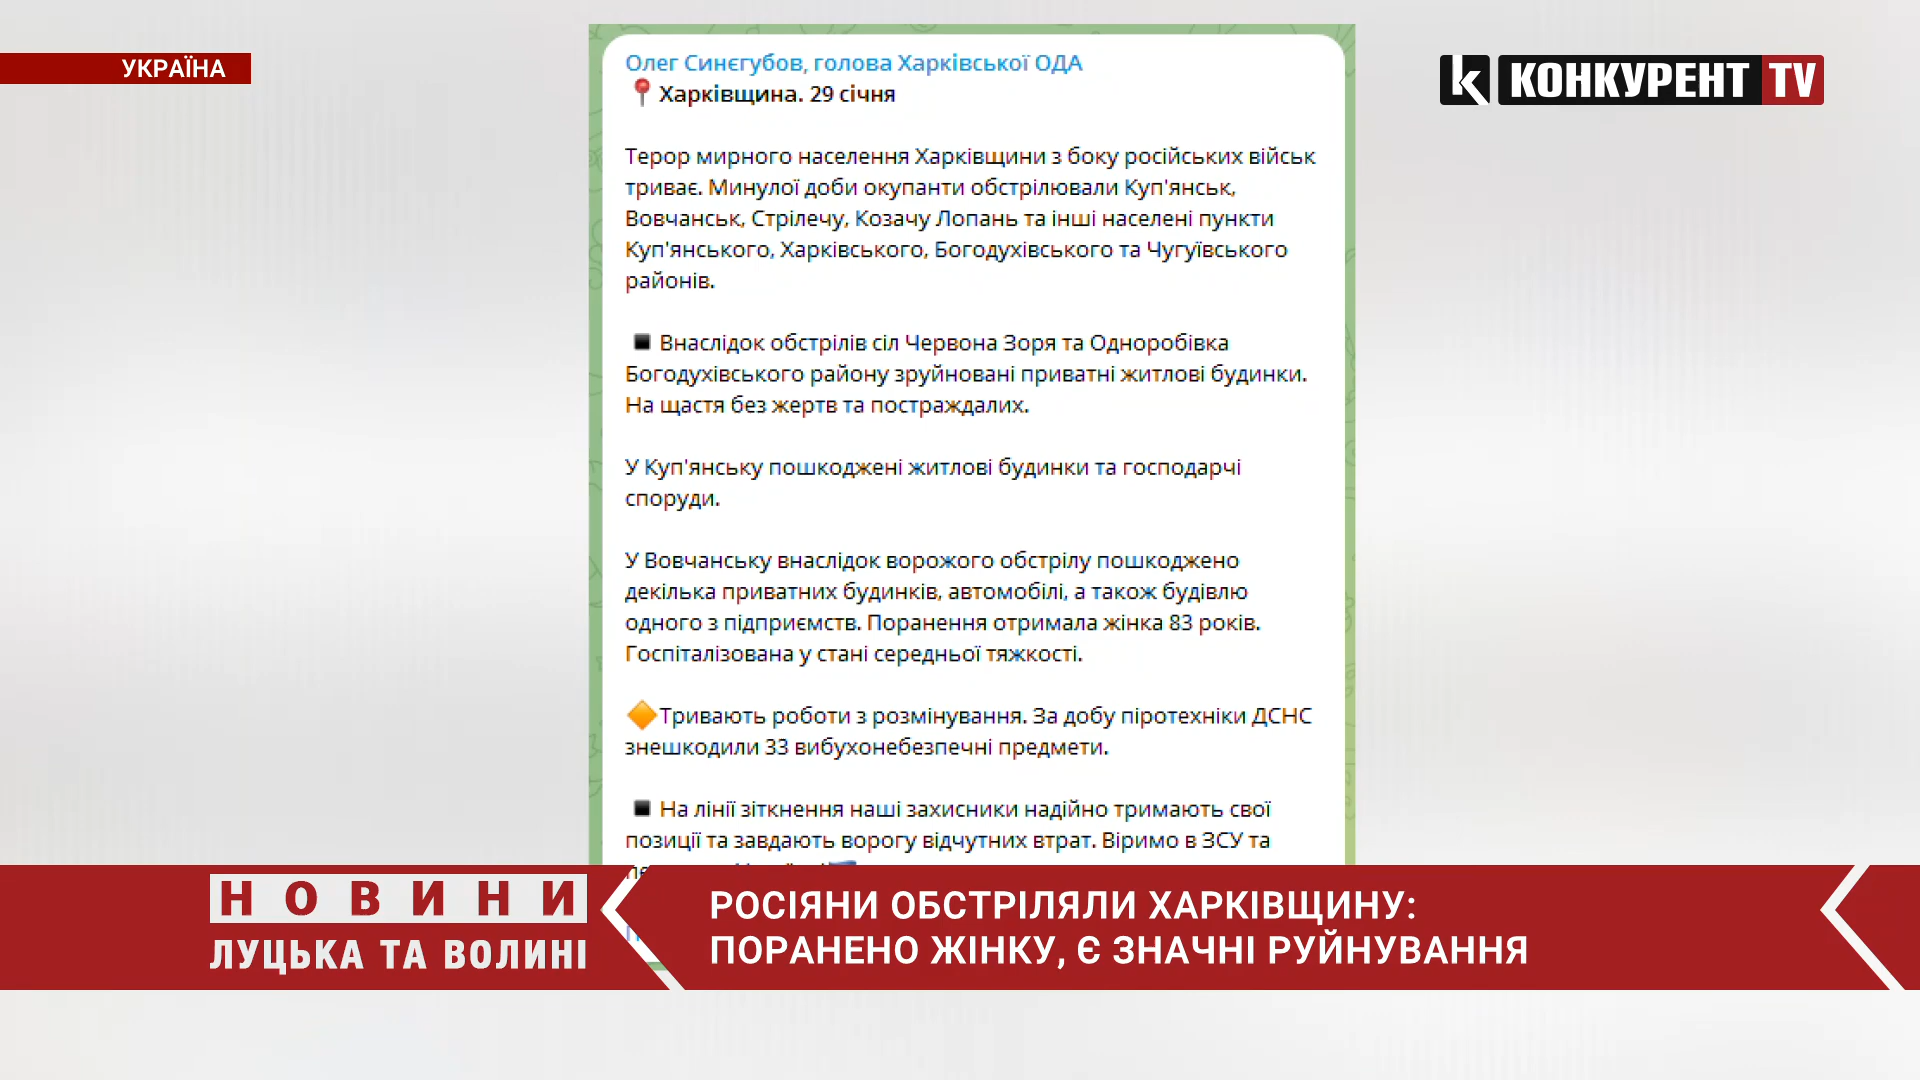 УКРАЇНА
КОНКУРЕНТ TV
Олег Синєгубов, голова Харківської ОДА
Харківщина. 29 січня
Терор мирного населення Харківщини з боку російських військ
триває. Минулої доби окупанти обстрілювали Куп'янськ,
Вовчанськ, Стрілечу, Козачу Лопань та інші населені пункти
Куп'янського, Харківського, Богодухівського та Чугуївського
районів.
Внаслідок обстрілів сіл Червона Зоря та Одноробівка
Богодухівського району зруйновані приватні житлові будинки.
На щастя без жертв та постраждалих.
У Куп'янську пошкоджені житлові будинки та господарчі
споруди.
У Вовчанську внаслідок ворожого обстрілу пошкоджено
декілька приватних будинків, автомобілі, а також будівлю
одного з підприємств. Поранення отримала жінка 83 років.
Госпіталізована у стані середньої тяжкості.
Тривають роботи з розмінування. За добу піротехніки ДСНС
знешкодили 33 вибухонебезпечні предмети.
На лінії зіткнення наші захисники надійно тримають свої
позиції та завдають ворогу відчутних втрат. Віримо в ЗСУ та
НОВИНИ
ЛУЦЬКА ТА ВОЛИНІ
РОСІЯНИ ОБСТРІЛЯЛИ ХАРКІВЩИНУ:
ПОРАНЕНО ЖІНКУ, Є ЗНАЧНІ РУЙНУВАННЯ